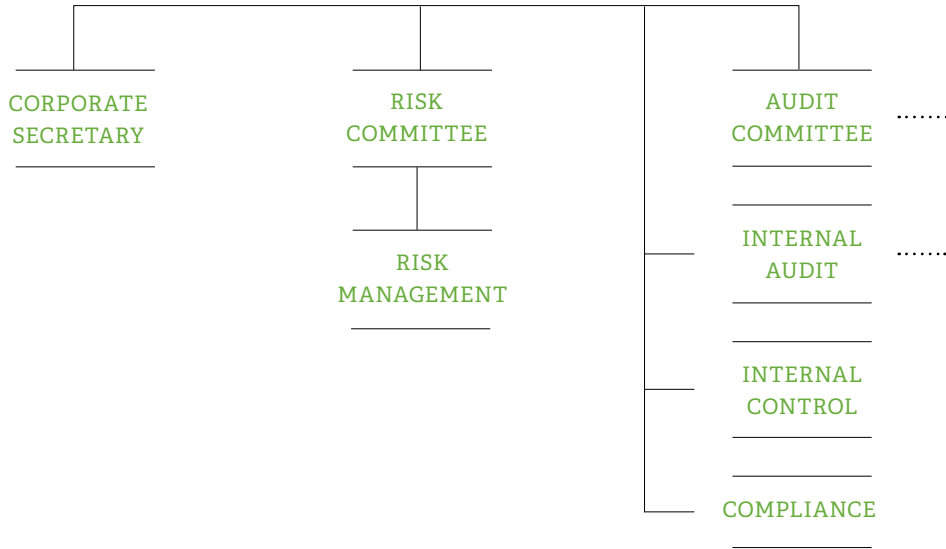 CORPORATE
SECRETARY
RISK
COMMITTEE
AUDIT
COMMITTEE
RISK
MANAGEMENT
INTERNAL
AUDIT
INTERNAL
CONTROL
COMPLIANCE